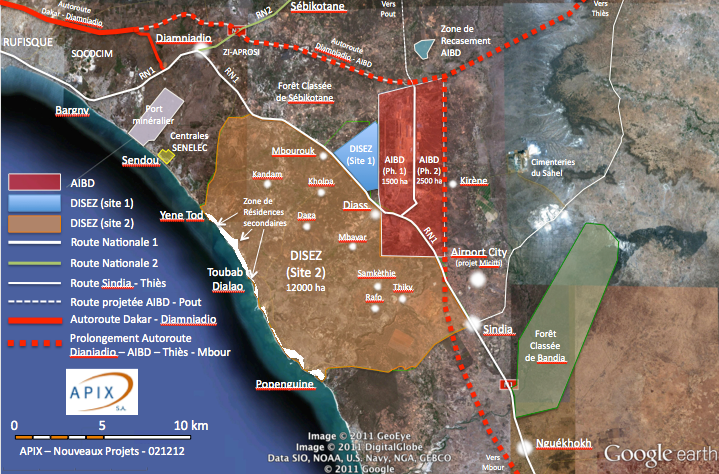 Autoroute
Dakar - Diamniadio
RN2
Sébikotane
Vers
Pout
Vers
Thiès
RUFISQUE
SOCOCIM
Diamniadio
ZI-APROSI
Autoroute
Diamniadio - AIBD
Zone de
Recasement
AIBD
RN1
RN1
Forêt Classée
de Sébikotane
Bargny
Port
minéralier
Centrales
SENELEC
Sendou
DISEZ
(Site 1)
AIBD
(Ph. 1)
1500 ha
AIBD
(Ph. 2)
2500 ha
Cimenteries
du Sahel
Mbourouk
Kandam
Kholpa
Kirène
AIBD
DISEZ (site 1)
DISEZ (site 2)
Route Nationale 1
Route Nationale 2
Route Sindia - Thiès
Route projetée AIBD - Pout
Autoroute Dakar - Diamniadio
Prolongement Autoroute
Dianiadio – AIBD – Thiès - Mbour
Yene Tod
Zone de
Résidences
secondaires
Daga
Diass
RN1
Mbavar
DISEZ
(Site 2)
12000 ha
Airport City
(projet Micitti)
Toubab
Dialao
Samkèthie
Rafo
Thiky
Sindia
Forêt
Classée
de Bandia
Popenguine
APIX
S.A.
0 5 10 km
APIX – Nouveaux Projets - 021212
Nguékhokh
Vers
Mbour
Image © 2011 GeoEye
Image © 2011 DigitalGlobe
Data SIO, NOAA, U.S. Navy, NGA, GEBCO
© 2011 Google
Google earth